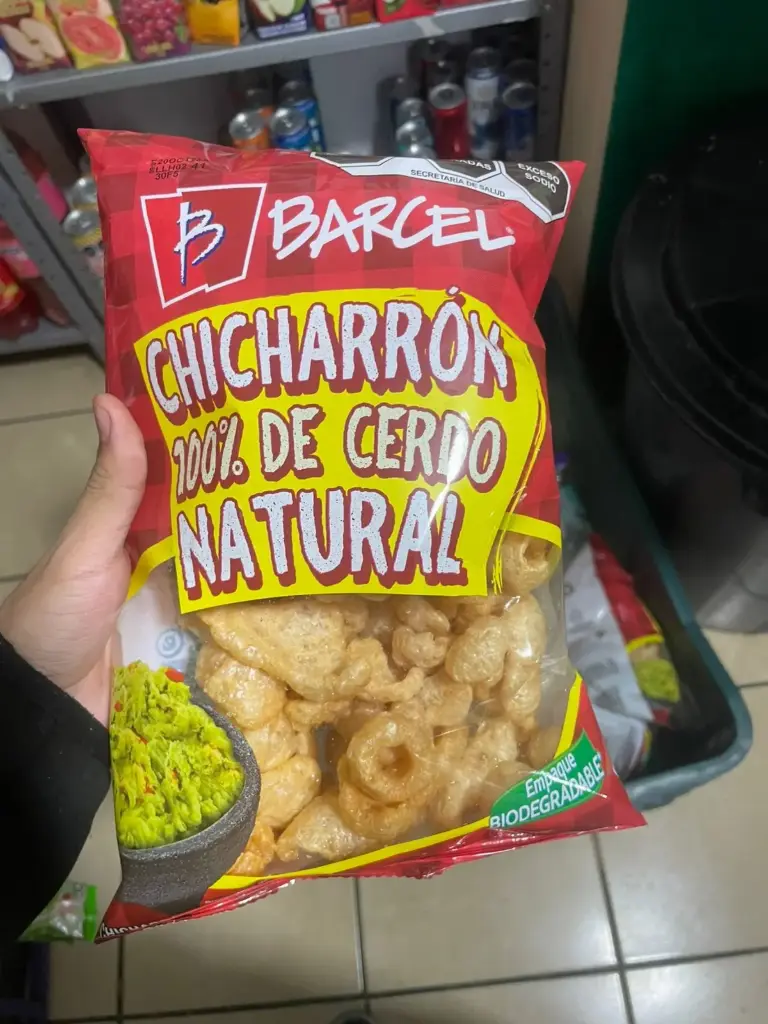 EXCESO
SODIO
SECRETARÍA DE SALUD
B
BARCEL
CHICHARRÓN
100% DE CERDO
NATURAL
Empaque
BIODEGRADABLE